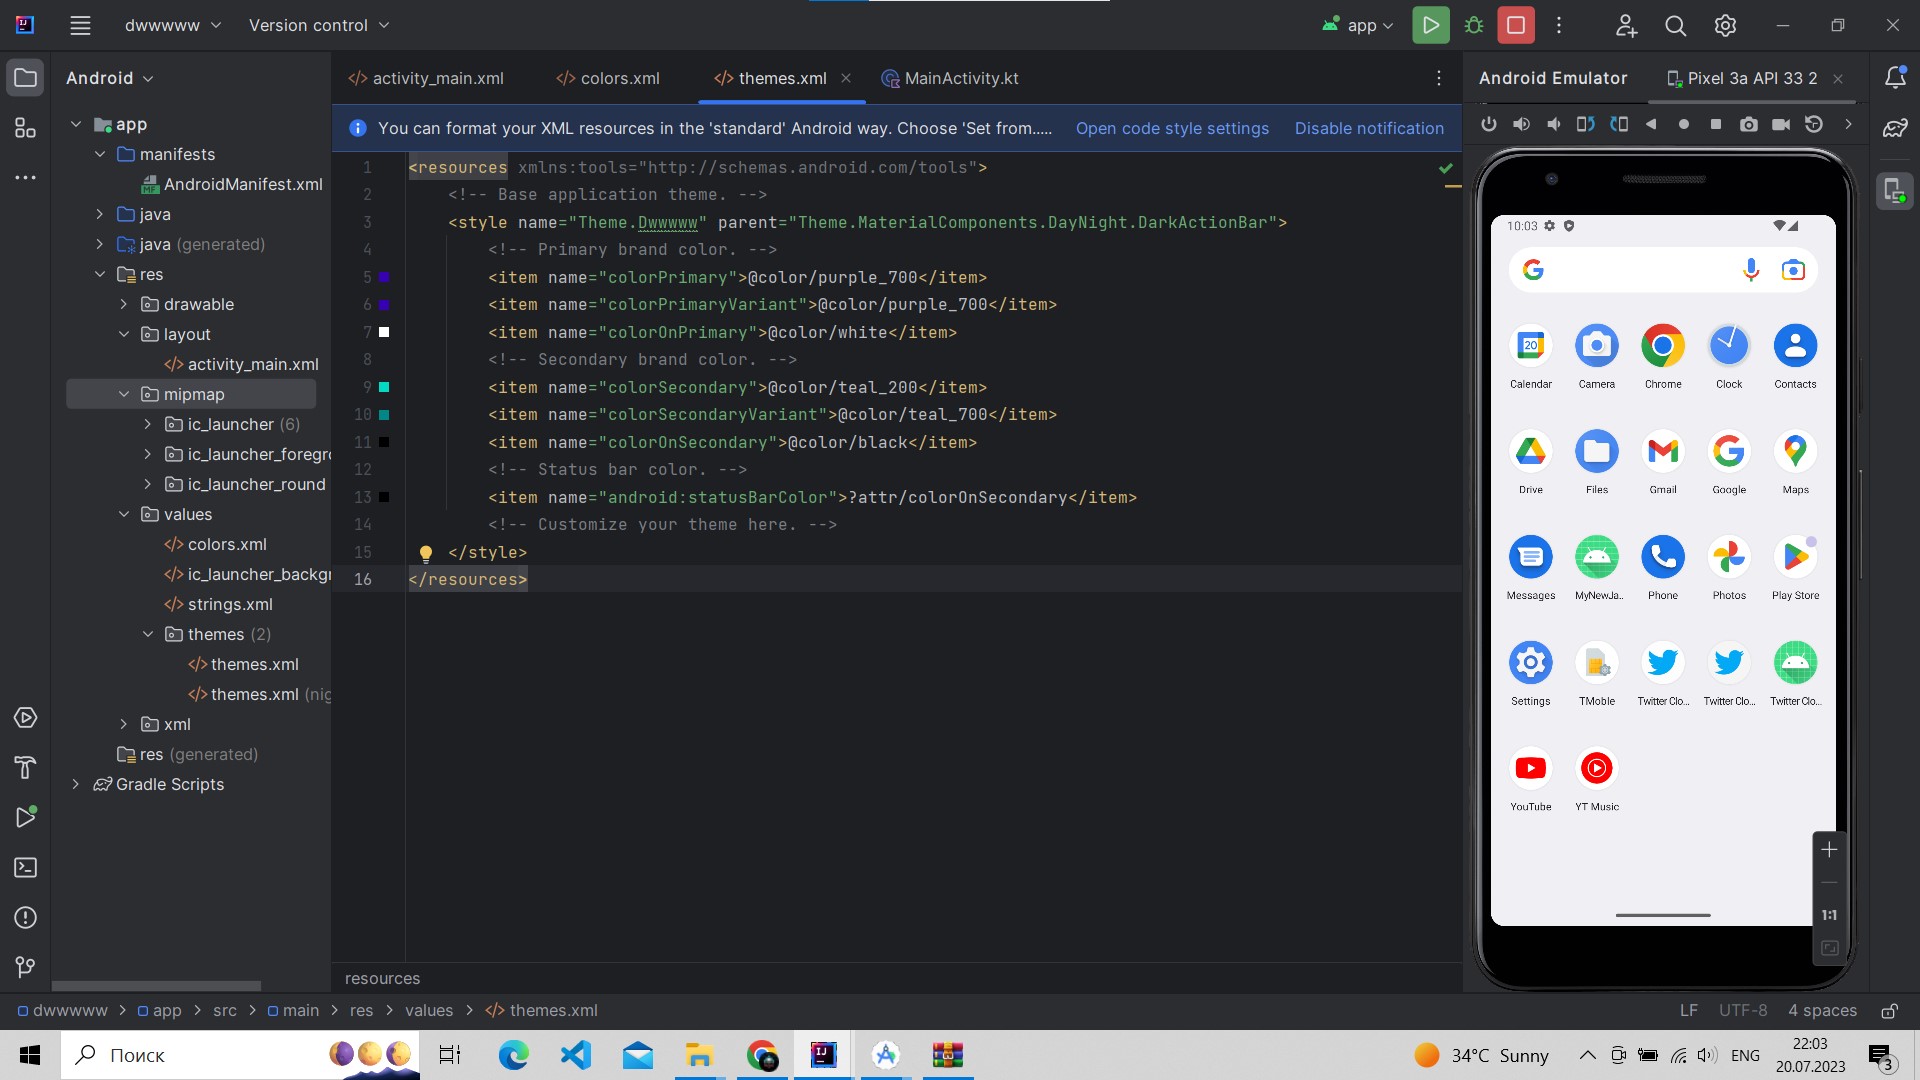 dwwwww
Version control
app
Android
activity_main.xml
colors.xml
themes.xml
MainActivity.kt
Android Emulator
Pixel 3a API 33 2
You can format your XML resources in the 'standard' Android way. Choose 'Set from.....
Open code style settings
Disable notification
app
manifests
AndroidManifest.xml
java
java (generated)
res
drawable
layout
activity_main.xml
mipmap
ic_launcher (6)
ic_launcher_foregr
ic_launcher_round
values
colors.xml
ic_launcher_backg
strings.xml
themes (2)
themes.xml
themes.xml (nig
xml
res (generated)
Gradle Scripts
1 <resources xmlns:tools="http://schemas.android.com/tools">
2 <!-- Base application theme. -->
3 <style name="Theme.Dwwwww" parent="Theme.MaterialComponents.DayNight.DarkActionBar">
4 <!-- Primary brand color. -->
5 <item name="colorPrimary">@color/purple_700</item>
6 <item name="colorPrimaryVariant">@color/purple_700</item>
7 <item name="colorOnPrimary">@color/white</item>
8 <!-- Secondary brand color. -->
9 <item name="colorSecondary">@color/teal_200</item>
10 <item name="colorSecondaryVariant">@color/teal_700</item>
11 <item name="colorOnSecondary">@color/black</item>
12 <!-- Status bar color. -->
13 <item name="android:statusBarColor">?attr/colorOnSecondary</item>
14 <!-- Customize your theme here. -->
15 </style>
16 </resources>
10:03
20
Calendar Camera Chrome Clock Contacts
Drive Files Gmail Google Maps
Messages MyNewJa.. Phone Photos Play Store
Settings TMoble Twitter Clo... Twitter Clo... Twitter Clo...
YouTube YT Music
1:1
resources
dwwwww > app > src > main > res > values > themes.xml
LF UTF-8 4 spaces
Поиск
34°C Sunny
ENG
22:03
20.07.2023
3